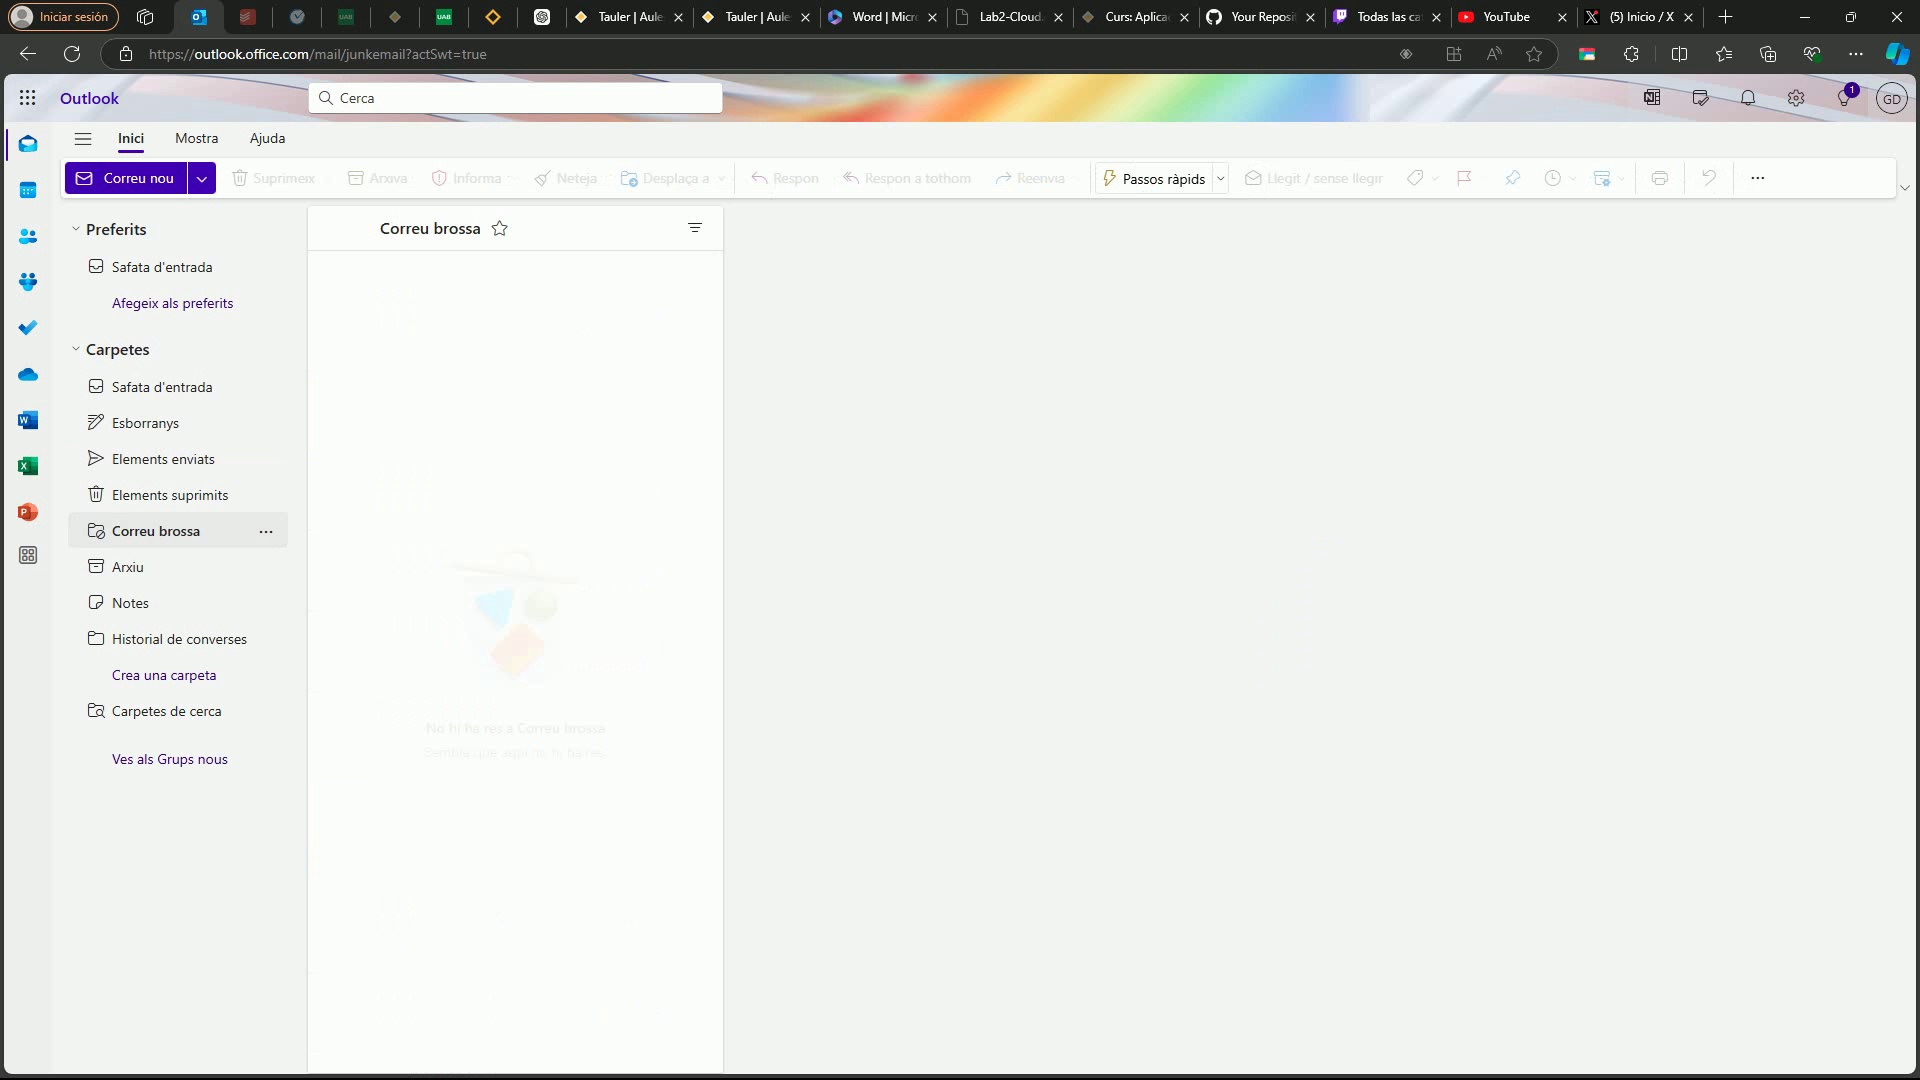 Iniciar sesión
UAB
UAB
Tauler | Aule
Tauler | Aule
Word | Micr
Lab2-Cloud.
Curs: Aplica
Your Reposit
Todas las ca
YouTube
(5) Inicio / X
https://outlook.office.com/mail/junkemail?actSwt=true
Outlook
Cerca
1
GD
Inici
Mostra
Ajuda
Correu nou
Suprimeix
Arxiva
Informa
Neteja
Desplaça a
Respon
Respon a tothom
Reenvia
Passos ràpids
Llegit / sense llegir
Preferits
Safata d'entrada
Afegeix als preferits
Carpetes
Safata d'entrada
Esborranys
Elements enviats
Elements suprimits
Correu brossa
Arxiu
Notes
Historial de converses
Crea una carpeta
Carpetes de cerca
Ves als Grups nous
Correu brossa
No hi ha res a Correu brossa
Sembla que aquí no hi ha res.